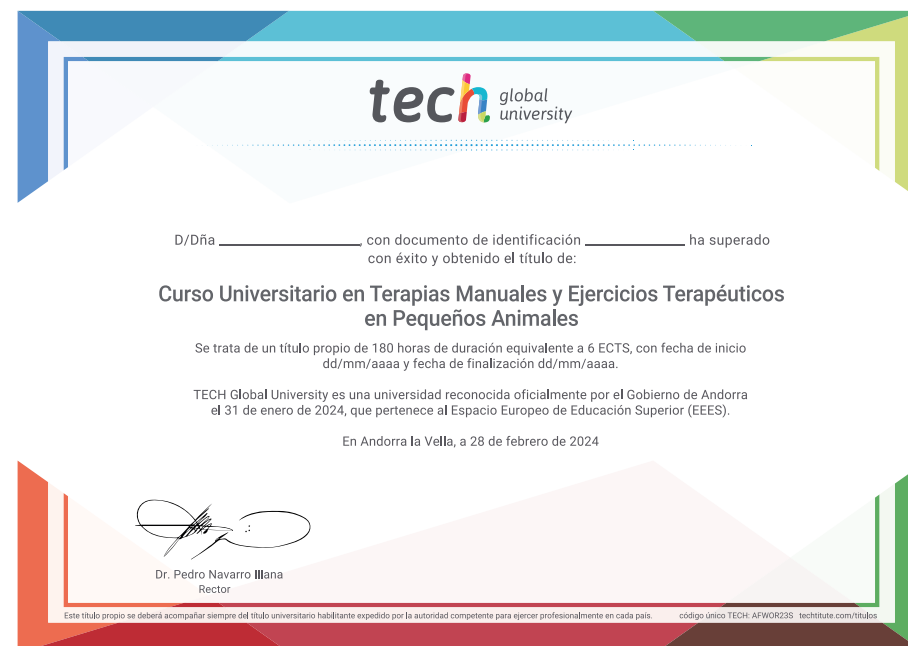 tech global university
D/Dña ____________________, con documento de identificación ______________ ha superado
con éxito y obtenido el título de:
Curso Universitario en Terapias Manuales y Ejercicios Terapéuticos
en Pequeños Animales
Se trata de un título propio de 180 horas de duración equivalente a 6 ECTS, con fecha de inicio
dd/mm/aaaa y fecha de finalización dd/mm/aaaa.
TECH Global University es una universidad reconocida oficialmente por el Gobierno de Andorra
el 31 de enero de 2024, que pertenece al Espacio Europeo de Educación Superior (EEES).
En Andorra la Vella, a 28 de febrero de 2024
Dr. Pedro Navarro Illana
Rector
Este título propio se deberá acompañar siempre del título universitario habilitante expedido por la autoridad competente para ejercer profesionalmente en cada país. código único TECH: AFWOR23S techtitute.com/titulos